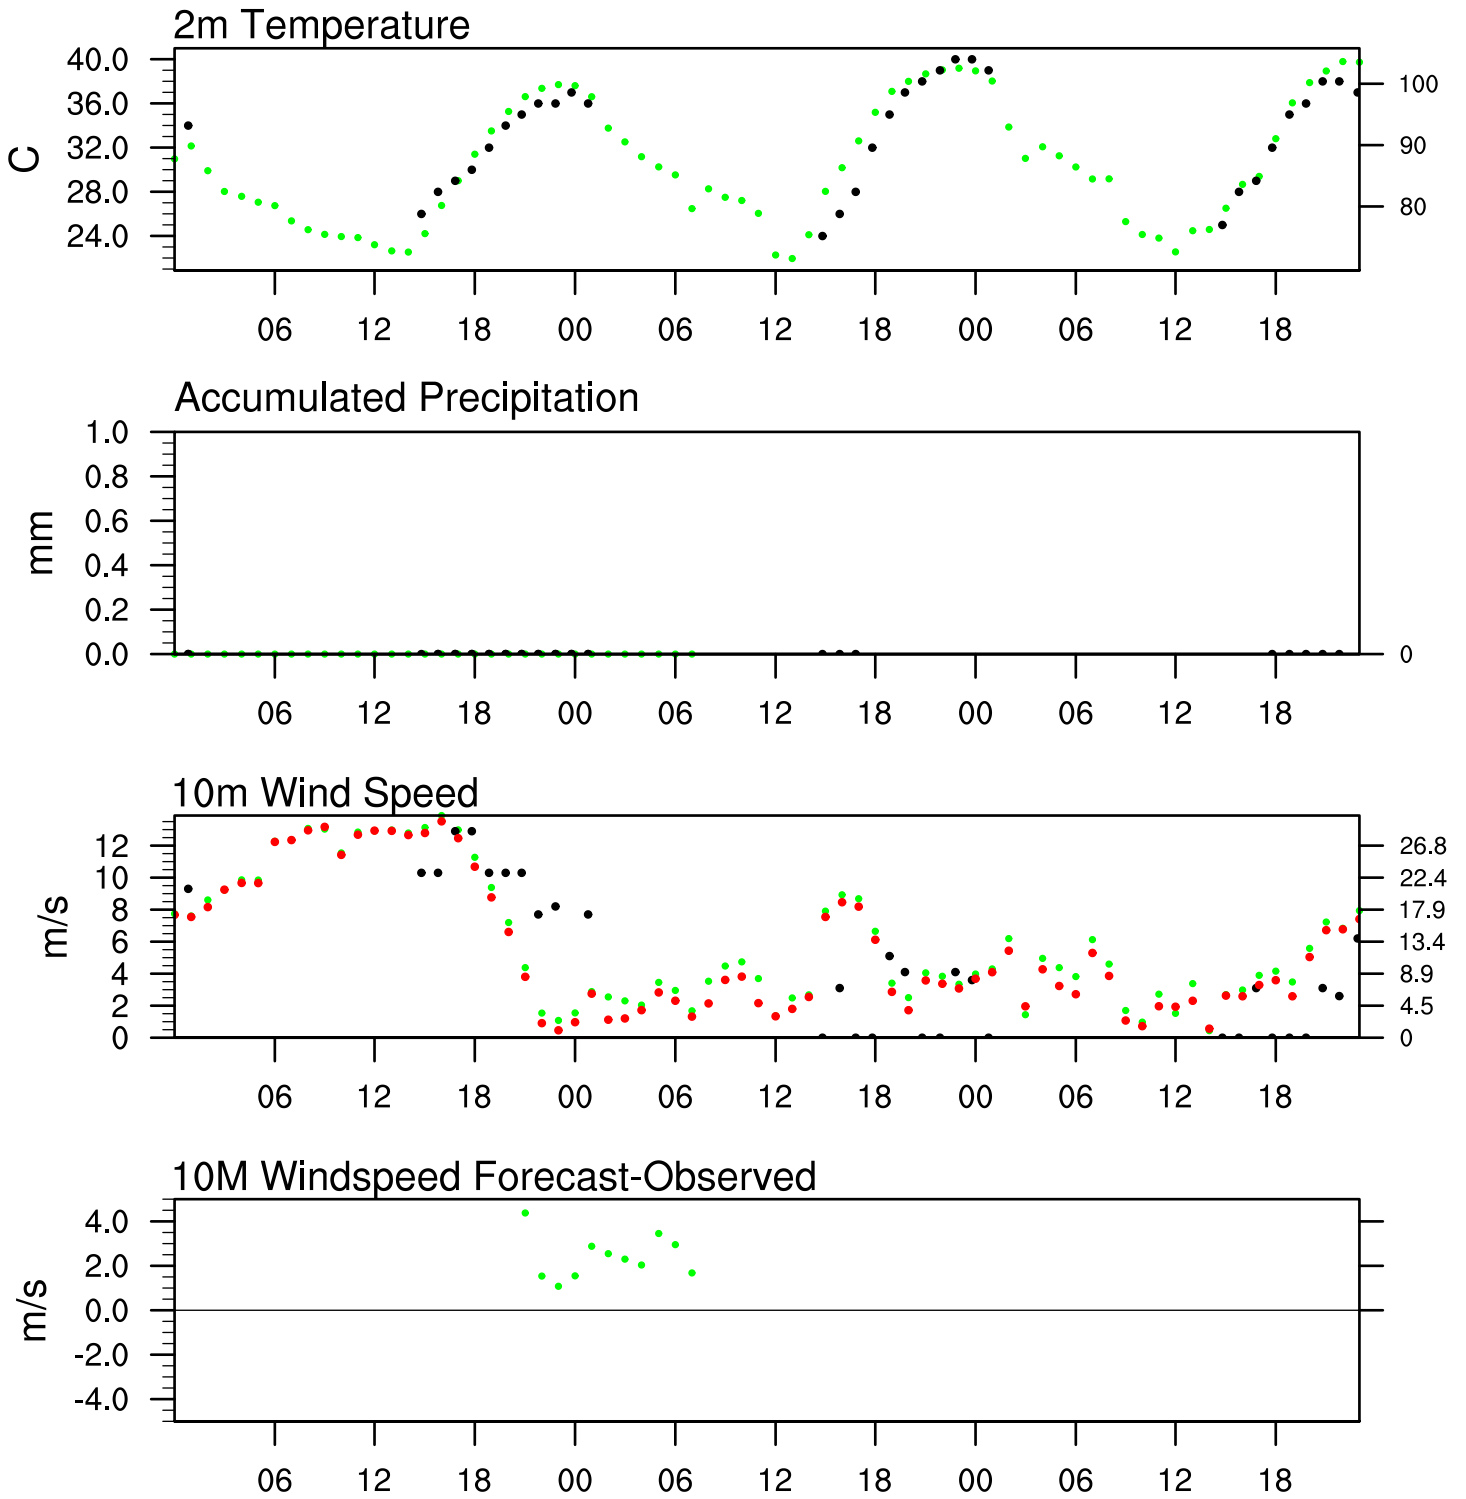 2m Temperature
40.0
36.0
32.0
28.0
24.0
C
100
90
80
06 12 18 00 06 12 18 00 06 12 18
Accumulated Precipitation
1.0
0.8
0.6
0.4
0.2
0.0
mm
0
06 12 18 00 06 12 18 00 06 12 18
10m Wind Speed
12
10
8
6
4
2
0
m/s
26.8
22.4
17.9
13.4
8.9
4.5
0
06 12 18 00 06 12 18 00 06 12 18
10M Windspeed Forecast-Observed
4.0
2.0
0.0
-2.0
-4.0
m/s
06 12 18 00 06 12 18 00 06 12 18